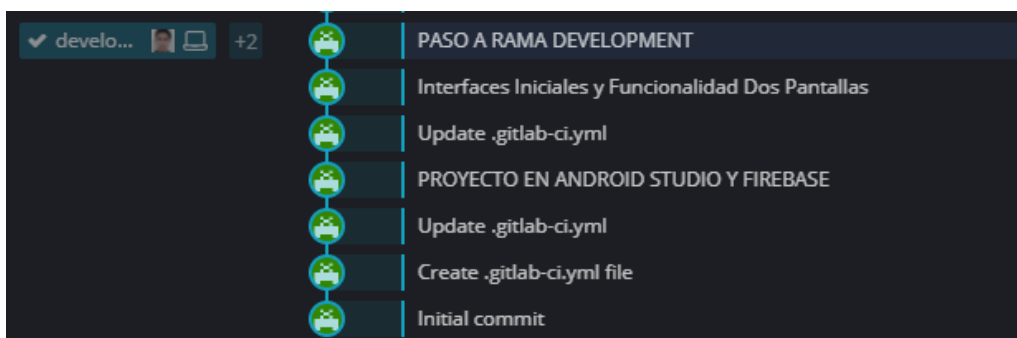 develo... +2 PASO A RAMA DEVELOPMENT
Interfaces Iniciales y Funcionalidad Dos Pantallas
Update .gitlab-ci.yml
PROYECTO EN ANDROID STUDIO Y FIREBASE
Update .gitlab-ci.yml
Create .gitlab-ci.yml file
Initial commit